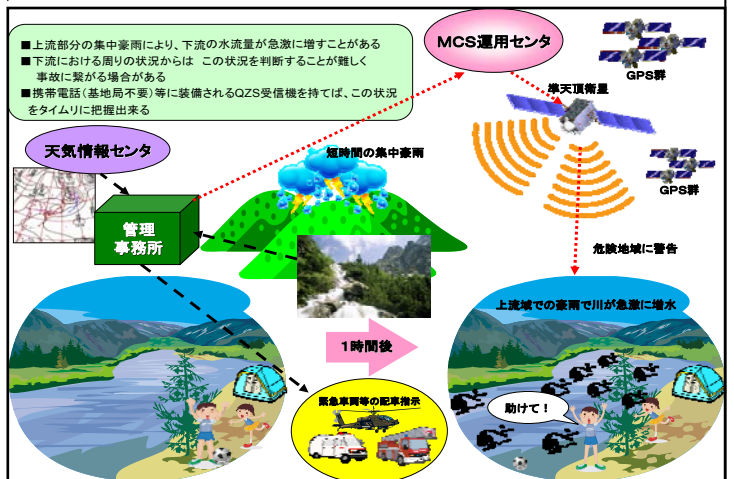 ■上流部分の集中豪雨により、下流の水流量が急激に増すことがある
■下流における周りの状況からは この状況を判断することが難しく
事故に繋がる場合がある
■携帯電話(基地局不要)等に装備されるQZS受信機を持てば、この状況
をタイムリに把握出来る
MCS運用センタ
GPS群
準天頂衛星
天気情報センタ
短時間の集中豪雨
GPS群
管理
事務所
危険地域に警告
上流域での豪雨で川が急激に増水
1時間後
緊急車両等の配車指示
助けて!